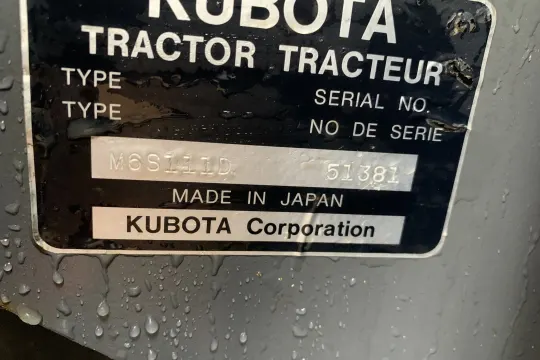 KUBOTA
TRACTOR TRACTEUR
TYPE SERIAL NO.
TYPE NO DE SERIE
M6S111D 51381
MADE IN JAPAN
KUBOTA Corporation